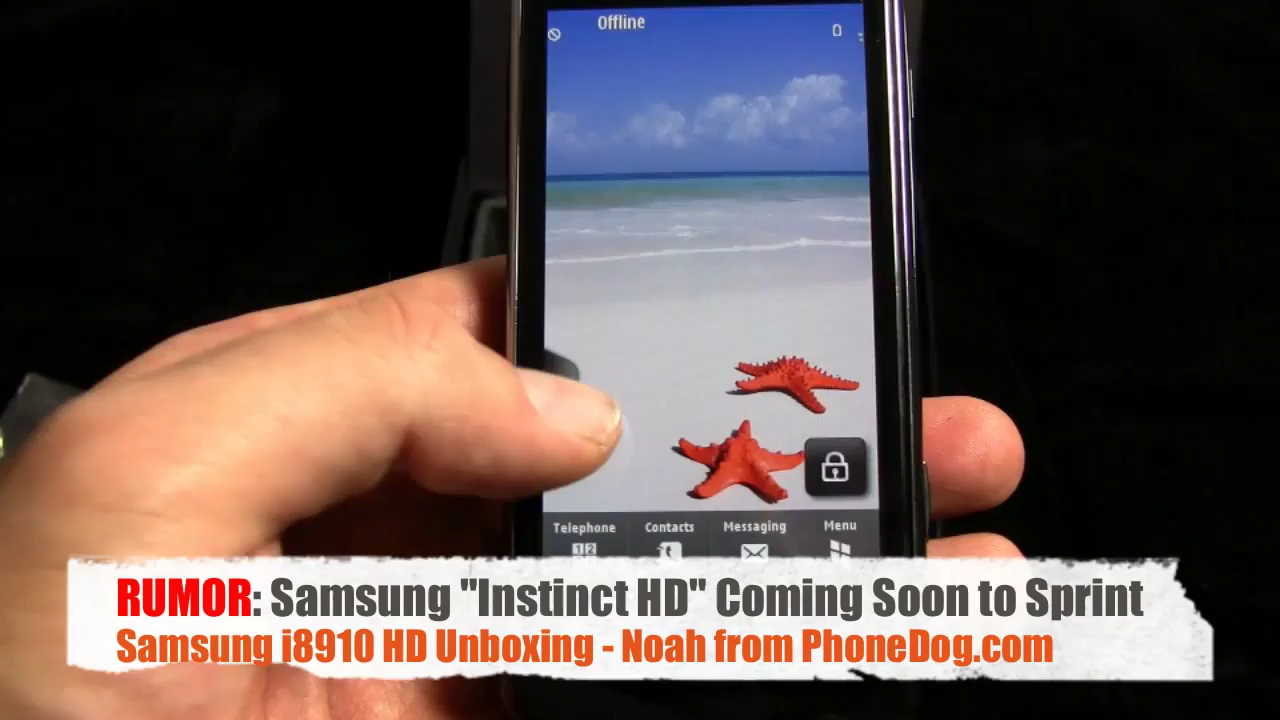 Offline
Telephone Contacts Messaging Menu
RUMOR: Samsung "Instinct HD" Coming Soon to Sprint
Samsung i8910 HD Unboxing - Noah from PhoneDog.com